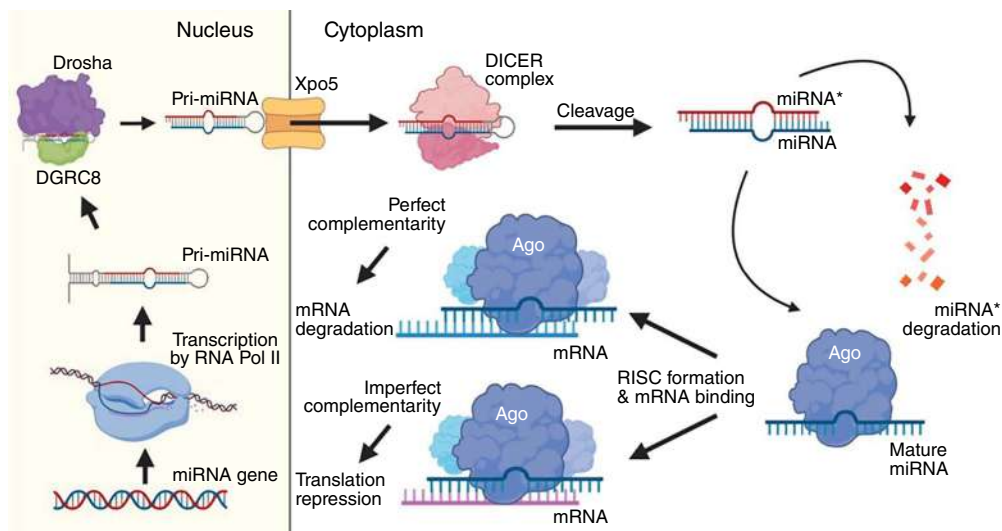 Nucleus
Cytoplasm
Drosha
Pri-miRNA
Xpo5
DICER
complex
Cleavage
miRNA*
miRNA
DGRC8
Pri-miRNA
Transcription
by RNA Pol II
miRNA gene
Perfect
complementarity
Ago
mRNA
degradation
mRNA
Imperfect
complementarity
Ago
Translation
repression
mRNA
RISC formation
& mRNA binding
miRNA*
degradation
Ago
Mature
miRNA